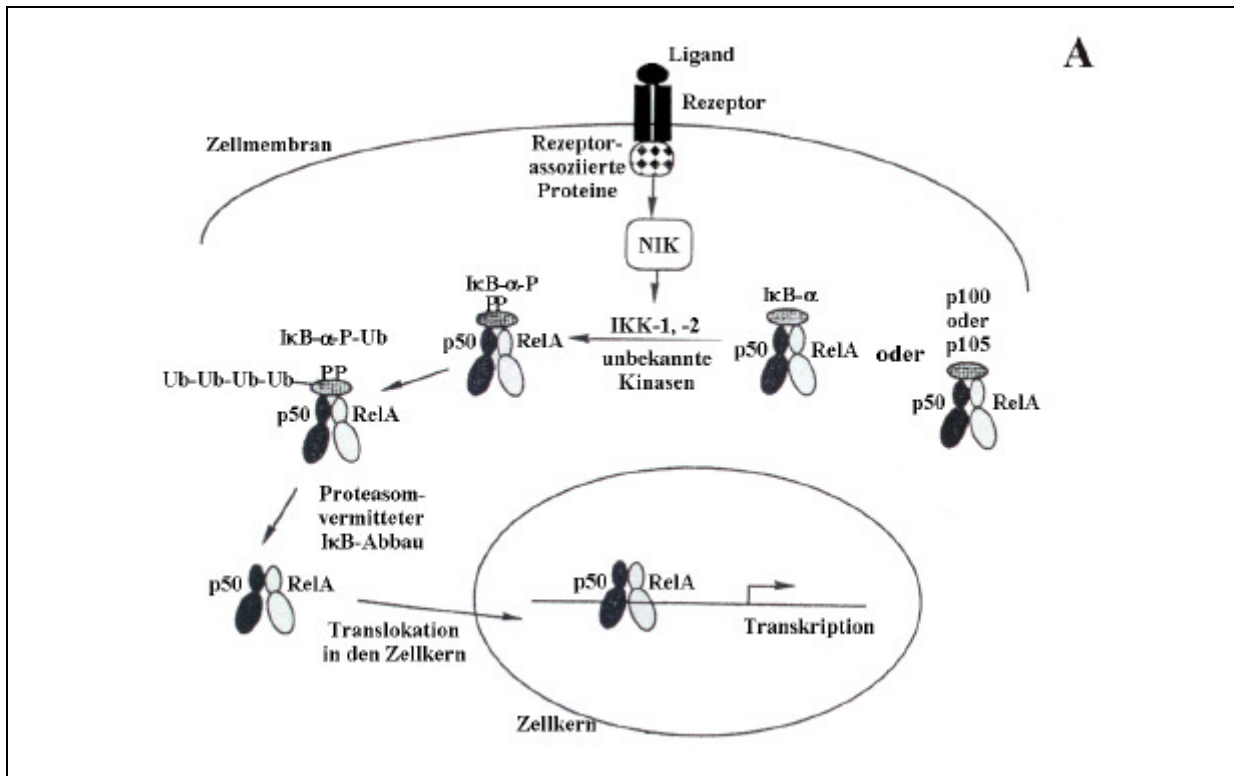 A
Ligand
Rezeptor
Zellmembran
Rezeptor-
assoziierte
Proteine
NIK
IκB-α-P
PP
p50
RelA
IKK-1, -2
unbekannte
Kinasen
IκB-α
p50
RelA
oder
p100
oder
p105
p50
RelA
IκB-α-P-Ub
Ub-Ub-Ub-Ub
PP
p50
RelA
Proteasom-
vermitteter
IκB-Abbau
p50
RelA
Translokation
in den Zellkern
p50
RelA
Transkription
Zellkern